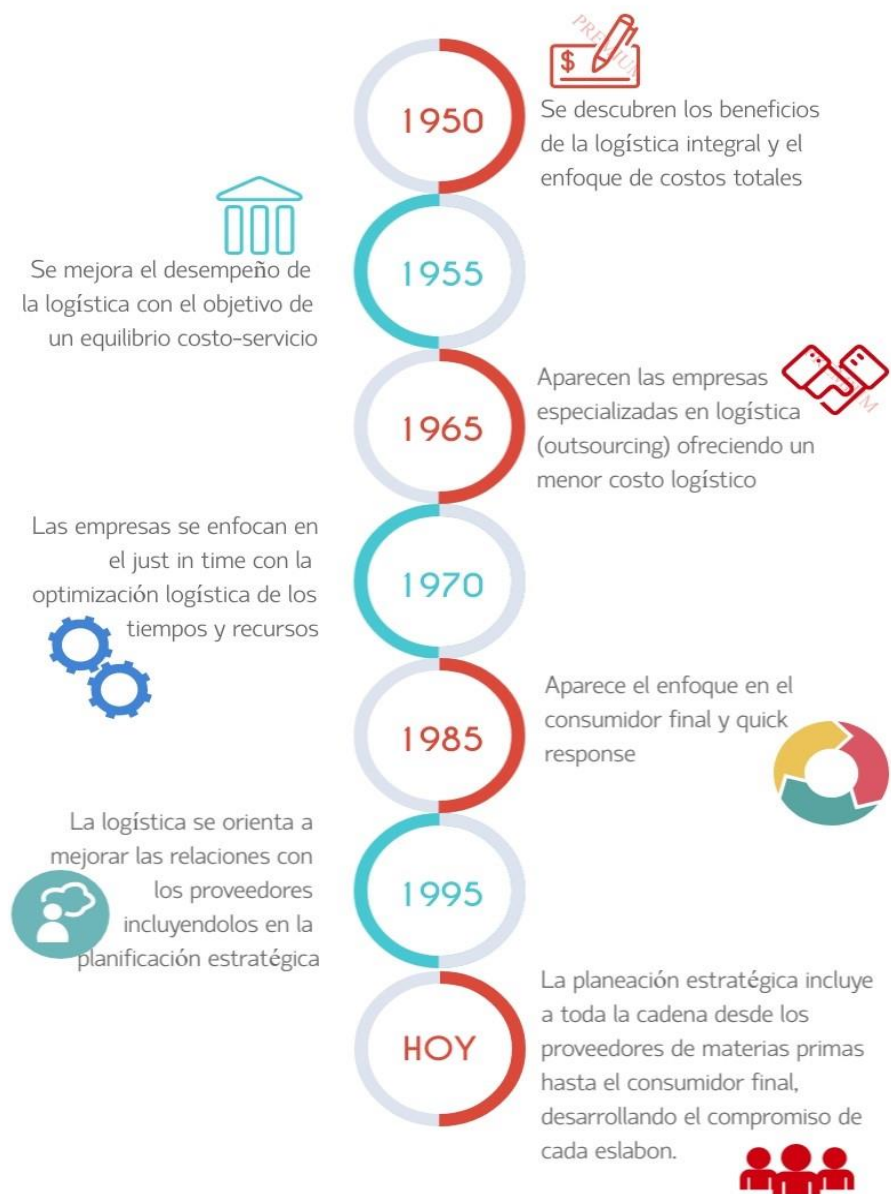 PREMIUM
$
1950
Se descubren los beneficios
de la logística integral y el
enfoque de costos totales
1955
Se mejora el desempeño de
la logística con el objetivo de
un equilibrio costo-servicio
1965
Aparecen las empresas
especializadas en logística
(outsourcing) ofreciendo un
menor costo logístico
1970
Las empresas se enfocan en
el just in time con la
optimización logística de los
tiempos y recursos
1985
Aparece el enfoque en el
consumidor final y quick
response
1995
La logística se orienta a
mejorar las relaciones con
los proveedores
incluyendolos en la
planificación estratégica
HOY
La planeación estratégica incluye
a toda la cadena desde los
proveedores de materias primas
hasta el consumidor final,
desarrollando el compromiso de
cada eslabon.